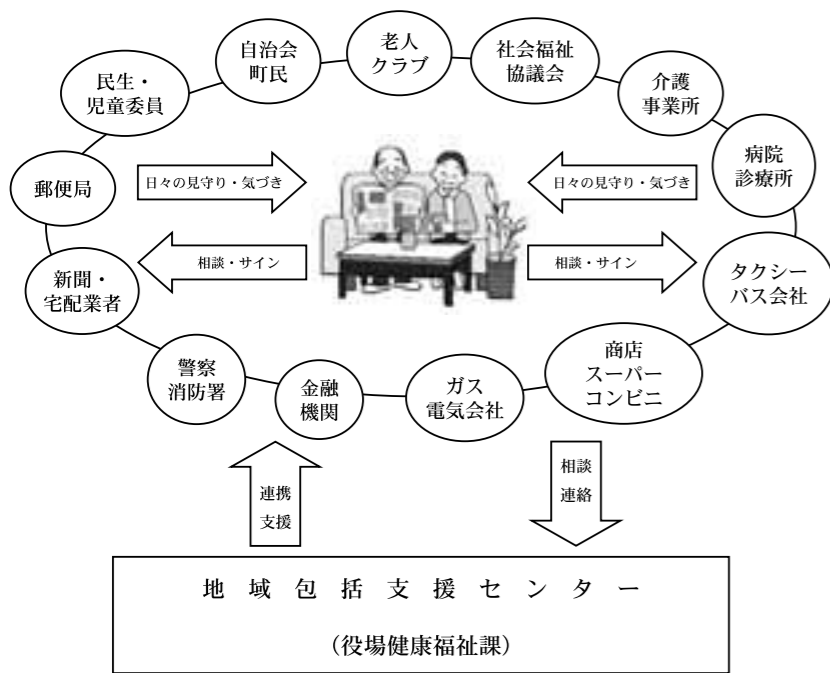 自治会
町民
老人
クラブ
社会福祉
協議会
民生・
児童委員
介護
事業所
郵便局
病院
診療所
日々の見守り・気づき
日々の見守り・気づき
相談・サイン
相談・サイン
新聞・
宅配業者
タクシー
バス会社
警察
消防署
金融
機関
ガス
電気会社
商店
スーパー
コンビニ
連携
支援
相談
連絡
地域包括支援センター
（役場健康福祉課）